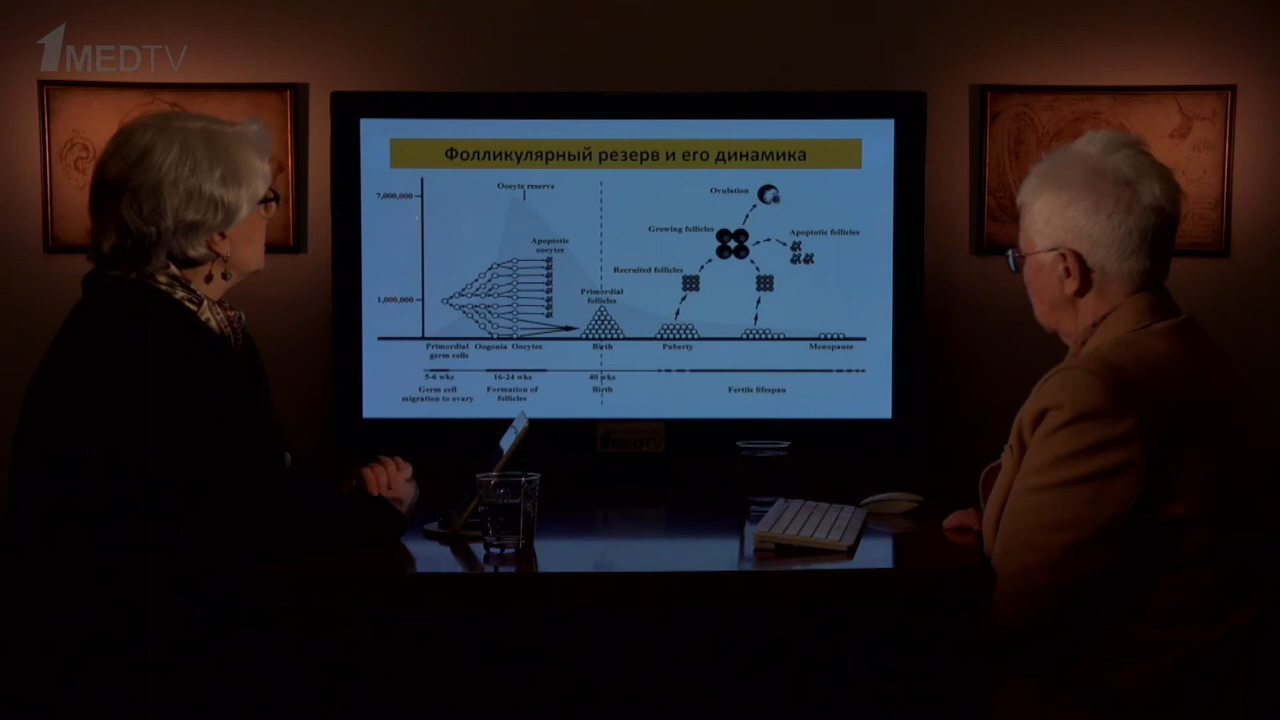 1MEDTV
Фолликулярный резерв и его динамика
7,000,000
1,000,000
Oocyte reserve
Apoptotic
oocytes
Primordial
follicles
Ovulation
Growing follicles
Apoptotic follicles
Recruited follicles
Primordial
germ cells
Oogonia
Oocytes
Birth
Puberty
Menopause
5-6 wks
16-24 wks
40 wks
Germ cell
migration to ovary
Formation of
follicles
Birth
Fertile lifespan
1MEDTV